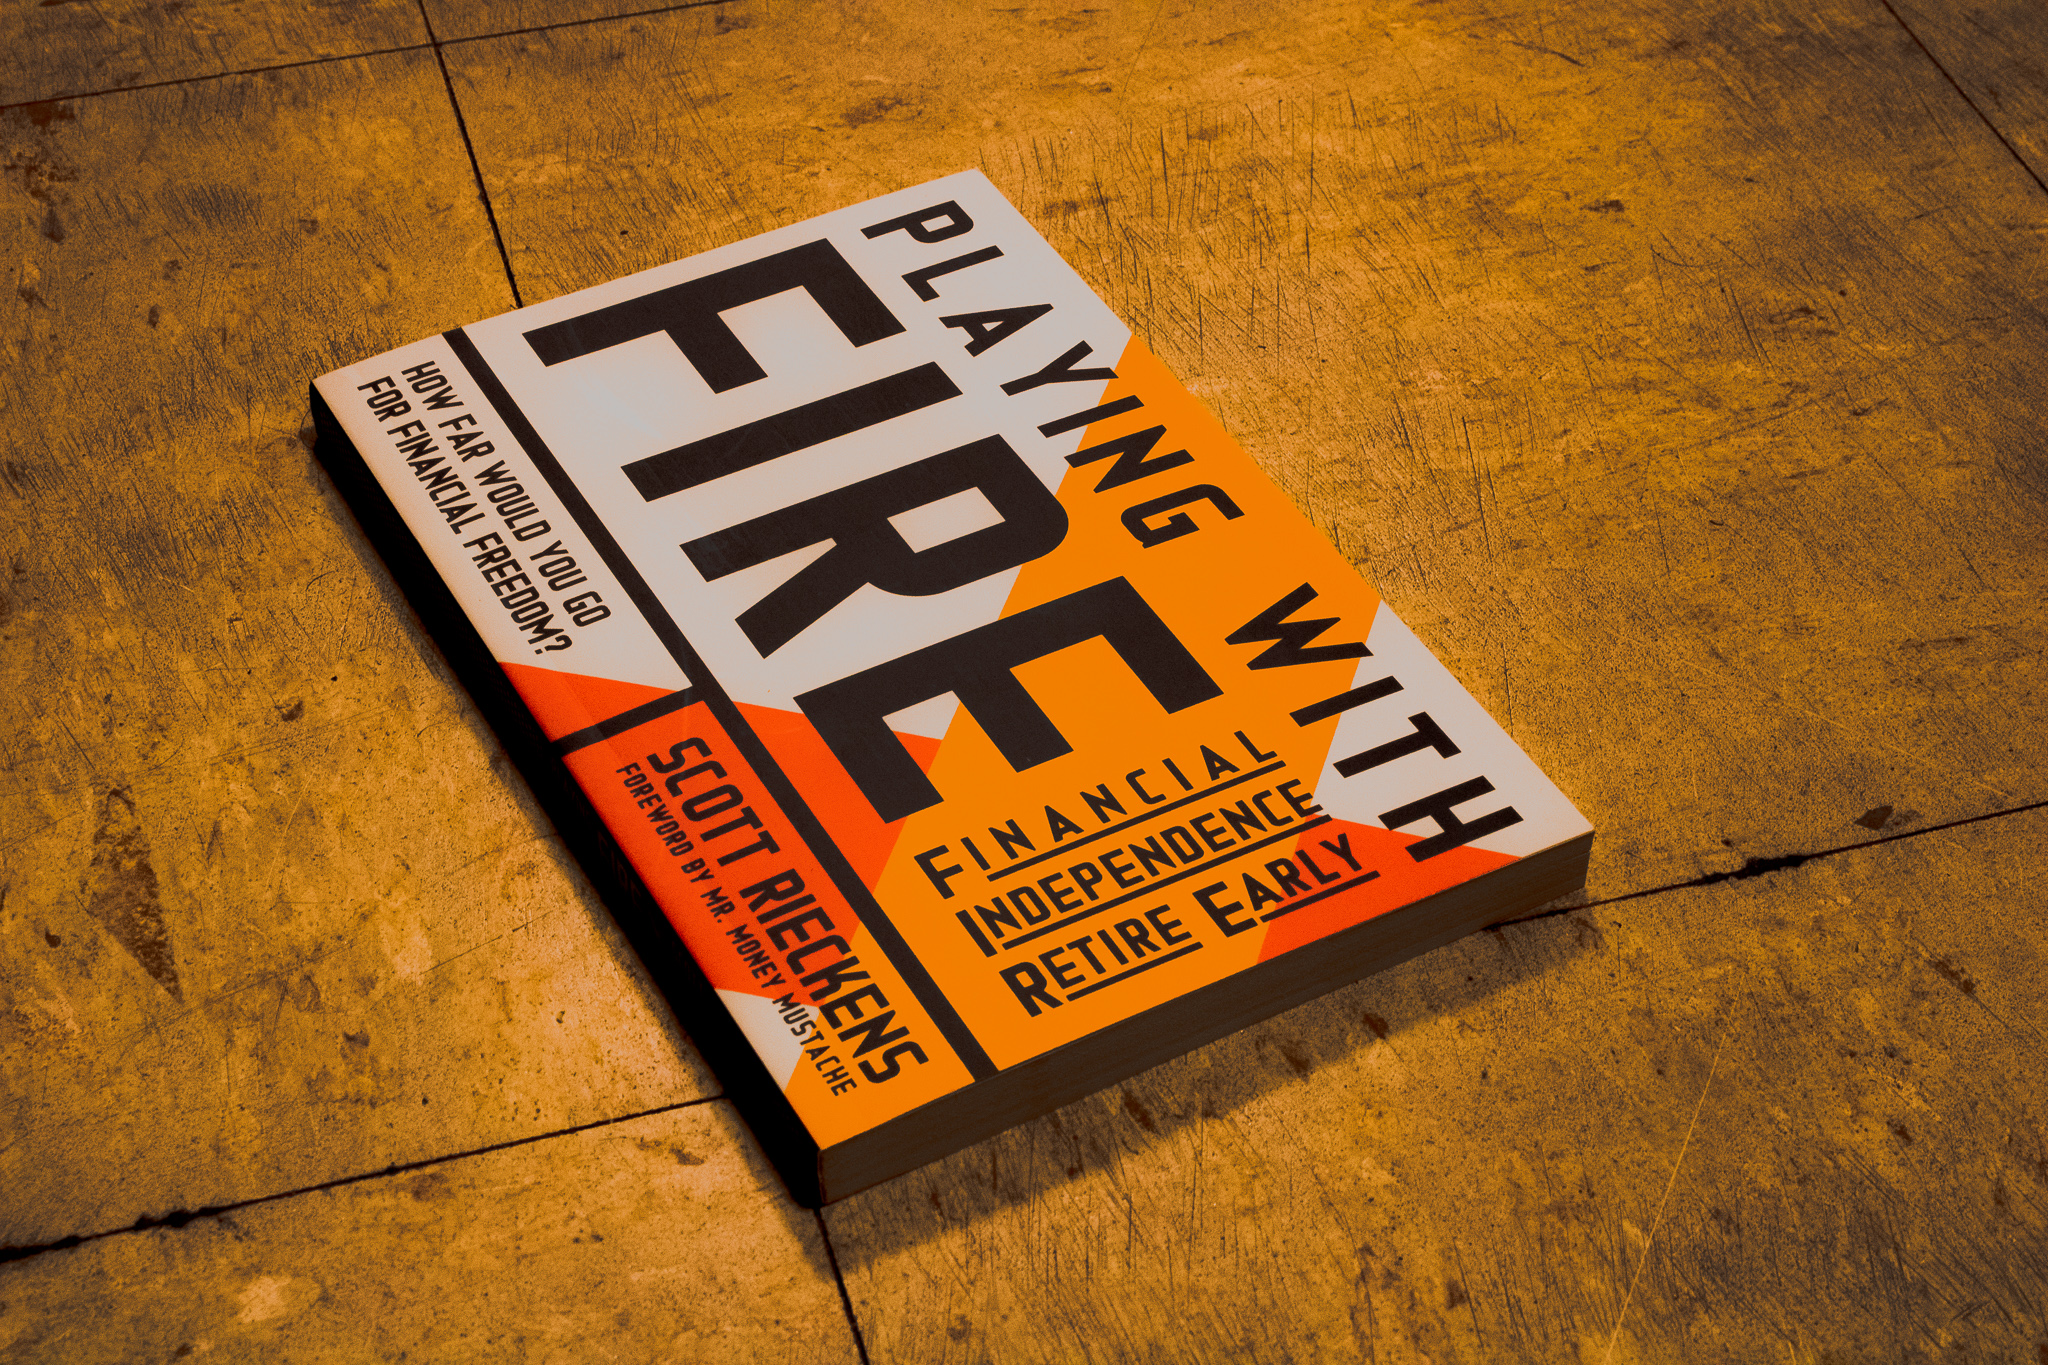 PLAYING WITH
FIRE
FINANCIAL
INDEPENDENCE
RETIRE EARLY
HOW FAR WOULD YOU GO
FOR FINANCIAL FREEDOM?
SCOTT RIECKENS
FOREWORD BY MR. MONEY MUSTACHE